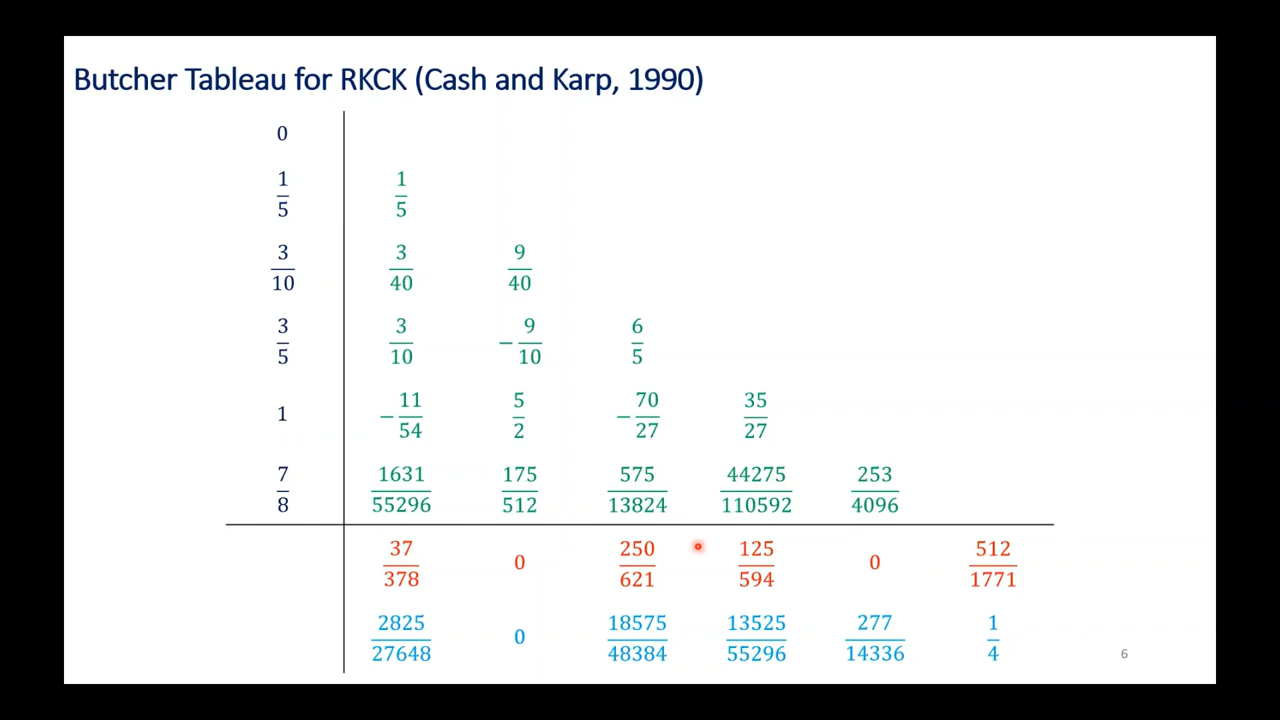 Butcher Tableau for RKCK (Cash and Karp, 1990)
0
1/5 1/5
3/10 3/40 9/40
3/5 3/10 −9/10 6/5
1 −11/54 5/2 −70/27 35/27
7/8 1631/55296 175/512 575/13824 44275/110592 253/4096
37/378 0 250/621 125/594 0 512/1771
2825/27648 0 18575/48384 13525/55296 277/14336 1/4
6